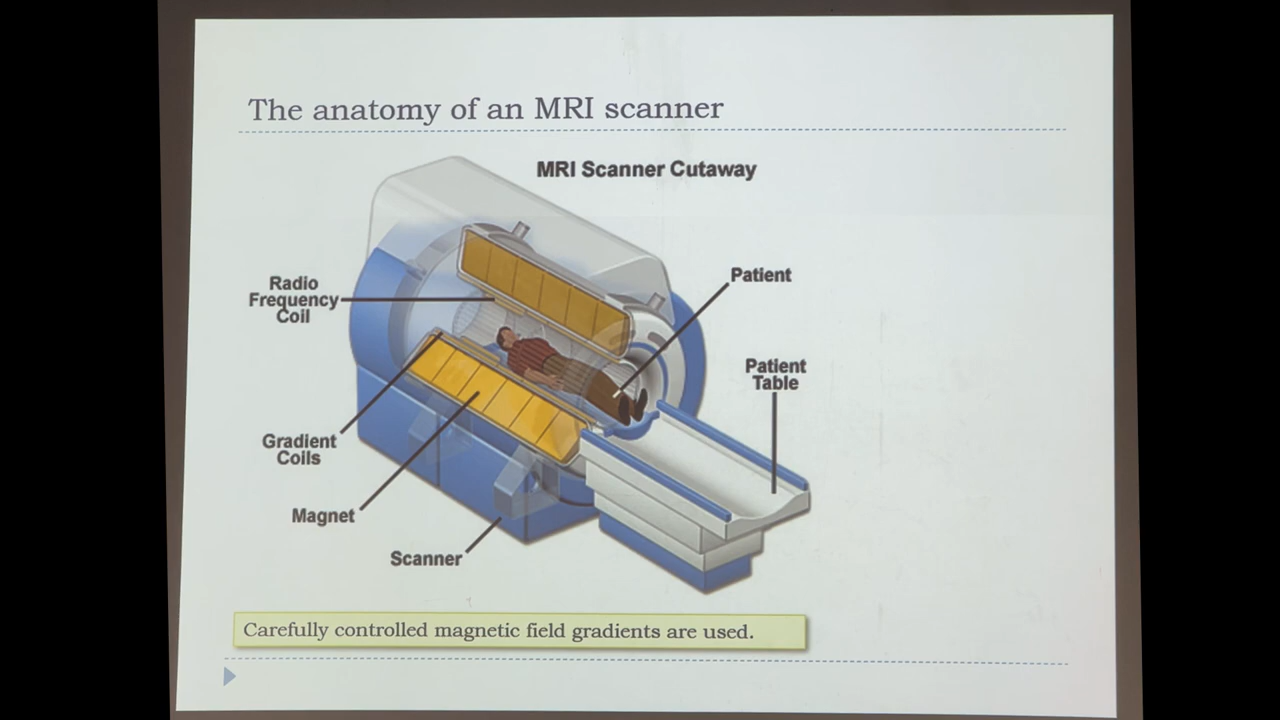 The anatomy of an MRI scanner
MRI Scanner Cutaway
Radio
Frequency
Coil
Patient
Patient
Table
Gradient
Coils
Magnet
Scanner
Carefully controlled magnetic field gradients are used.